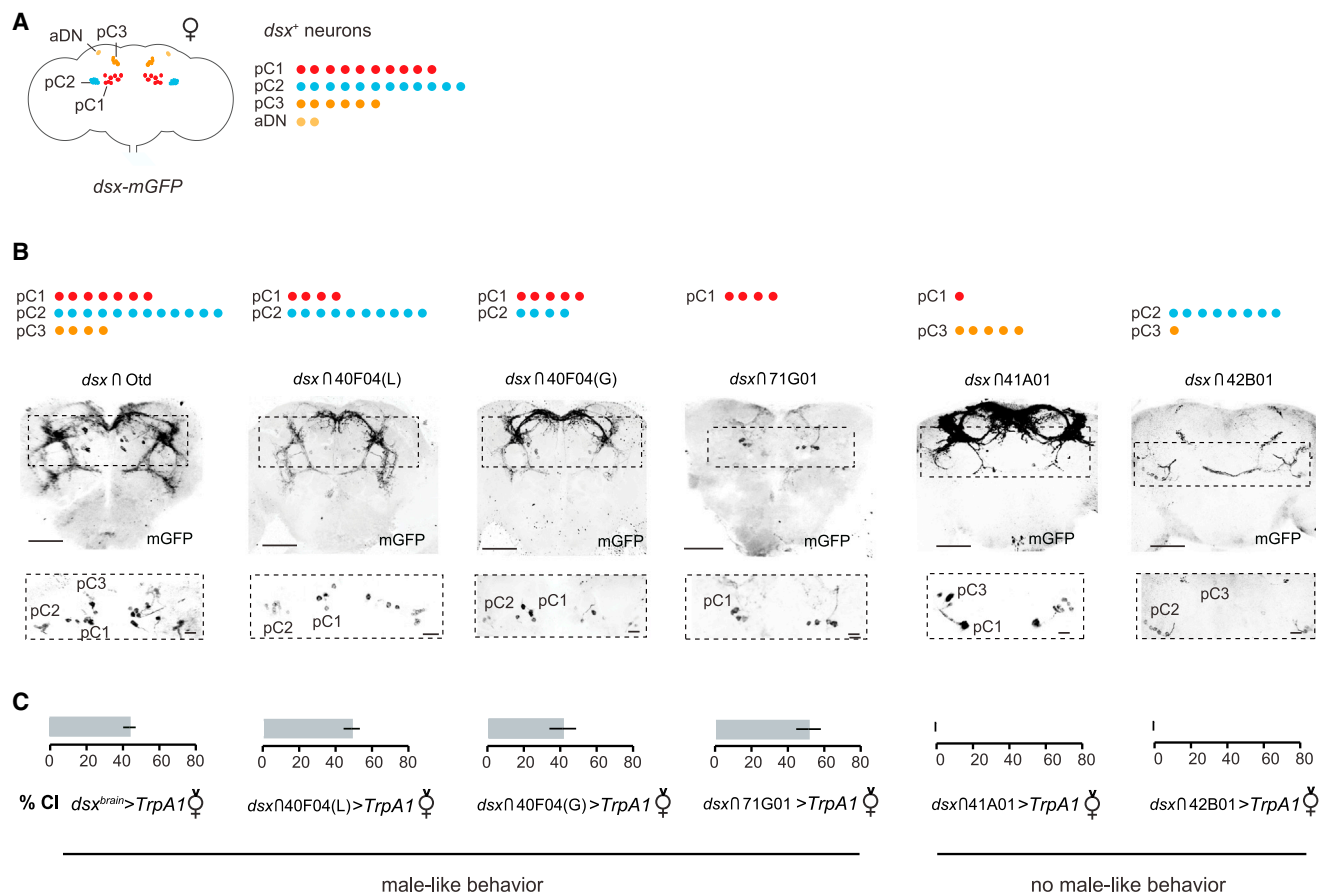 A
aDN
pC3
♀
pC2
pC1
dsx-mGFP
dsx⁺ neurons
pC1
pC2
pC3
aDN
B
pC1
pC2
pC3
dsx ∩ Otd
mGFP
pC3
pC2
pC1
pC1
pC2
dsx ∩ 40F04(L)
mGFP
pC2
pC1
pC1
pC2
dsx ∩ 40F04(G)
mGFP
pC2
pC1
pC1
dsx ∩ 71G01
mGFP
pC1
pC1
pC3
dsx ∩41A01
mGFP
pC3
pC1
pC2
pC3
dsx ∩ 42B01
mGFP
pC3
pC2
C
0 20 40 60 80
0 20 40 60 80
0 20 40 60 80
0 20 40 60 80
0 20 40 60 80
0 20 40 60 80
% CI
dsxᵇʳᵃⁱⁿ>TrpA1 ♀
dsx∩40F04(L)>TrpA1 ♀
dsx∩40F04(G)>TrpA1 ♀
dsx∩71G01 >TrpA1 ♀
dsx∩41A01>TrpA1 ♀
dsx∩42B01>TrpA1 ♀
male-like behavior
no male-like behavior